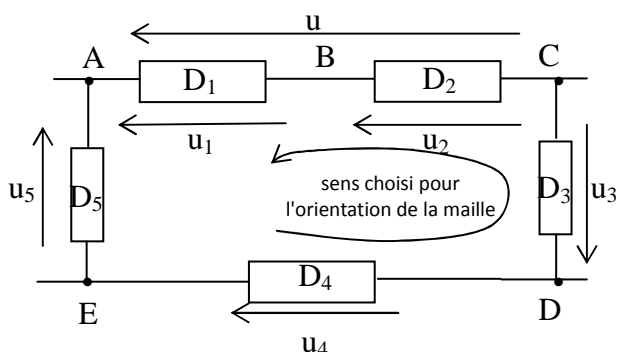 u
A B C
D1 D2
u1 u2
u5 D5 sens choisi pour D3 u3
l'orientation de la maille
D4
E D
u4